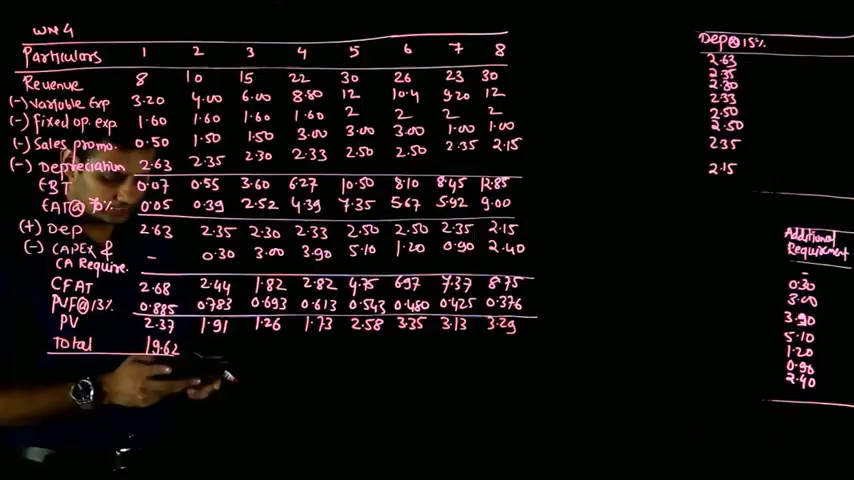 WN 4
Particulars 1 2 3 4 5 6 7 8
Revenue 8 10 15 22 30 26 23 30
(-) Variable Exp 3.20 4.00 6.00 8.80 12 10.4 9.20 12
(-) fixed op. exp. 1.60 1.60 1.60 1.60 2 2 2 2
(-) Sales promo. 0.50 1.50 1.50 3.00 3.00 3.00 1.00 1.00
(-) Depreciation 2.63 2.35 2.30 2.33 2.50 2.50 2.35 2.15
EBT 0.07 0.55 3.60 6.27 10.50 8.10 8.45 12.85
EAT@ 70% 0.05 0.39 2.52 4.39 7.35 5.67 5.92 9.00
(+) Dep 2.63 2.35 2.30 2.33 2.50 2.50 2.35 2.15
(-) CAPEX &
CA Require. - 0.30 3.00 3.90 5.10 1.20 0.90 2.40
CFAT 2.68 2.44 1.82 2.82 4.75 6.97 7.37 8.75
PVF@13% 0.885 0.783 0.693 0.613 0.543 0.480 0.425 0.376
PV 2.37 1.91 1.26 1.73 2.58 3.35 3.13 3.29
Total 19.62
Dep@15%
2.63
2.35
2.30
2.33
2.50
2.50
2.35
2.15
Additional
Requirement
-
0.30
3.00
3.90
5.10
1.20
0.90
2.40